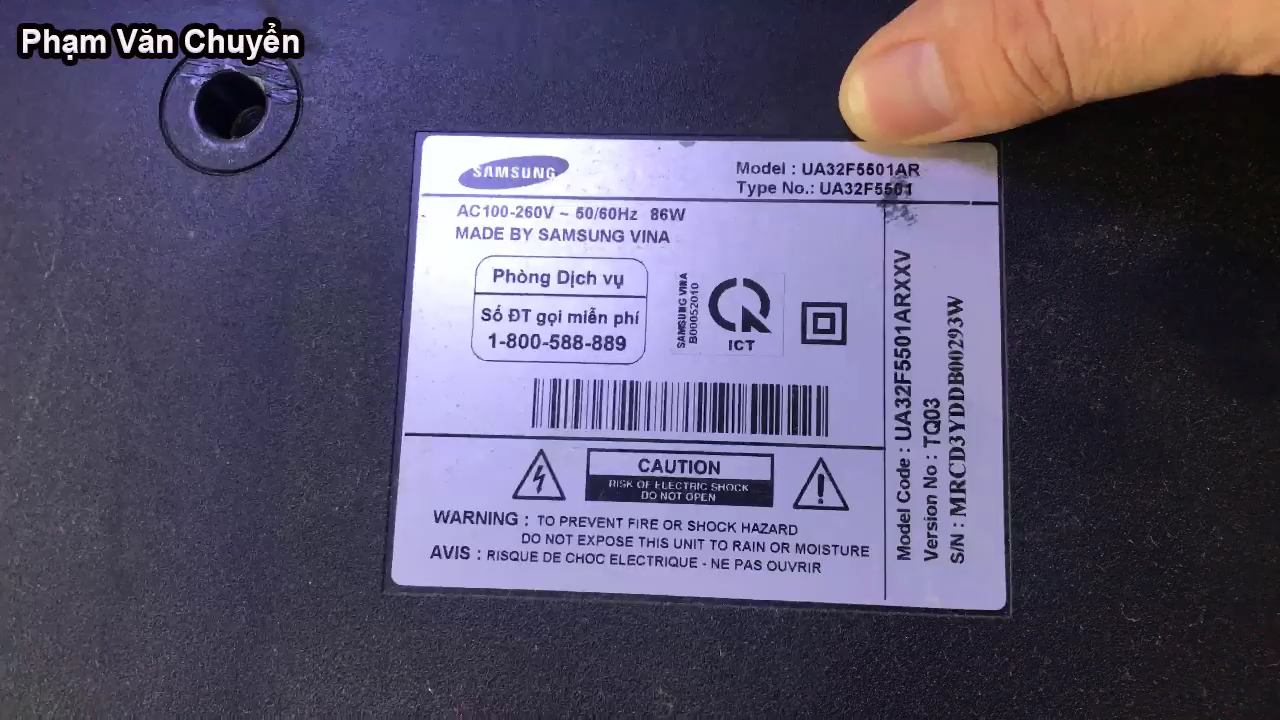 Phạm Văn Chuyển
SAMSUNG
Model : UA32F5501AR
Type No.: UA32F5501
AC100-260V ~ 50/60Hz 86W
MADE BY SAMSUNG VINA
Phòng Dịch vụ
Số ĐT gọi miễn phí
1-800-588-889
SAMSUNG VINA
B00052010
ICT
CAUTION
RISK OF ELECTRIC SHOCK
DO NOT OPEN
WARNING : TO PREVENT FIRE OR SHOCK HAZARD
DO NOT EXPOSE THIS UNIT TO RAIN OR MOISTURE
AVIS : RISQUE DE CHOC ELECTRIQUE - NE PAS OUVRIR
Model Code : UA32F5501ARXXV
Version No : TQ03
S/N : MRCD3YDDB00293W